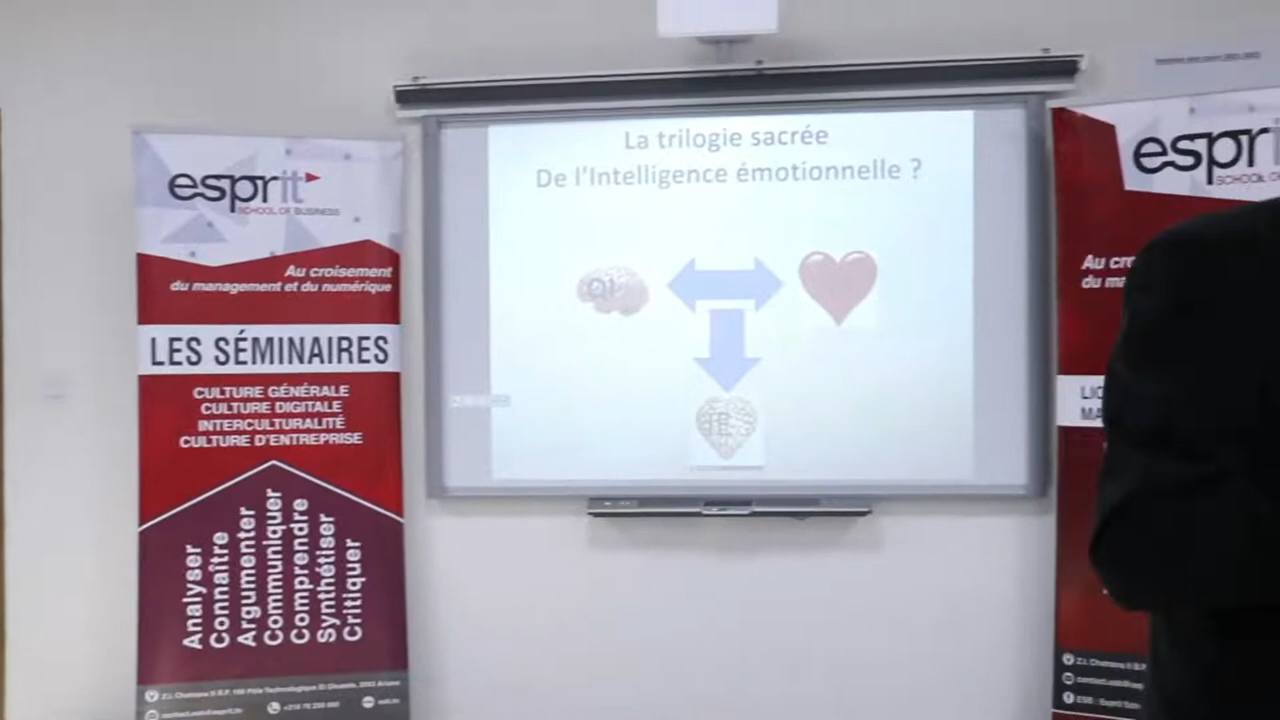 esprit
SCHOOL OF BUSINESS
Au croisement
du management et du numérique
LES SÉMINAIRES
CULTURE GÉNÉRALE
CULTURE DIGITALE
INTERCULTURALITÉ
CULTURE D'ENTREPRISE
Analyser
Connaître
Argumenter
Communiquer
Comprendre
Synthétiser
Critiquer
La trilogie sacrée
De l'Intelligence émotionnelle ?
QI
IE
espri
SCHOOL OF
Au cr
du ma